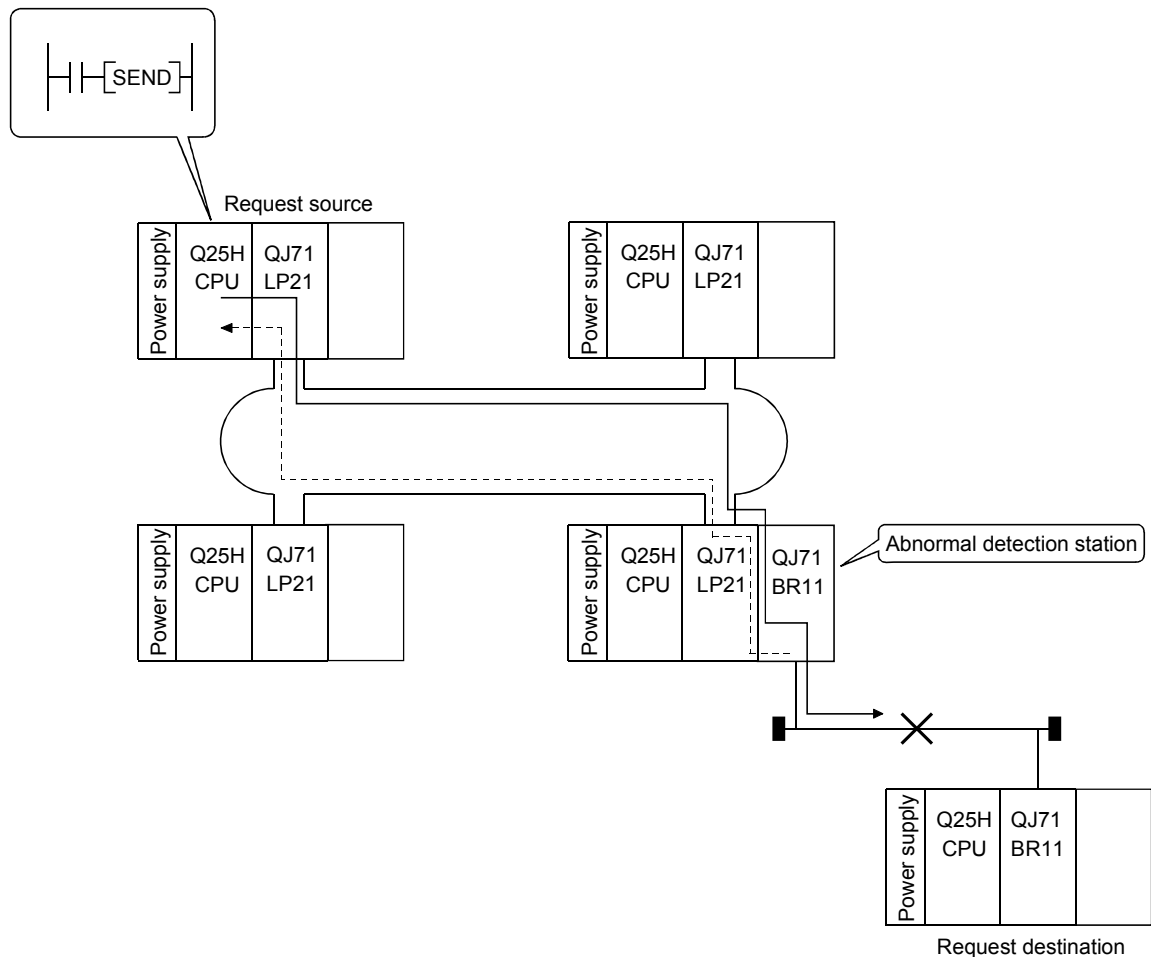 SEND
Request source
Power supply
Q25H
CPU
QJ71
LP21
Power supply
Q25H
CPU
QJ71
LP21
Power supply
Q25H
CPU
QJ71
LP21
Power supply
Q25H
CPU
QJ71
LP21
QJ71
BR11
Abnormal detection station
Power supply
Q25H
CPU
QJ71
BR11
Request destination